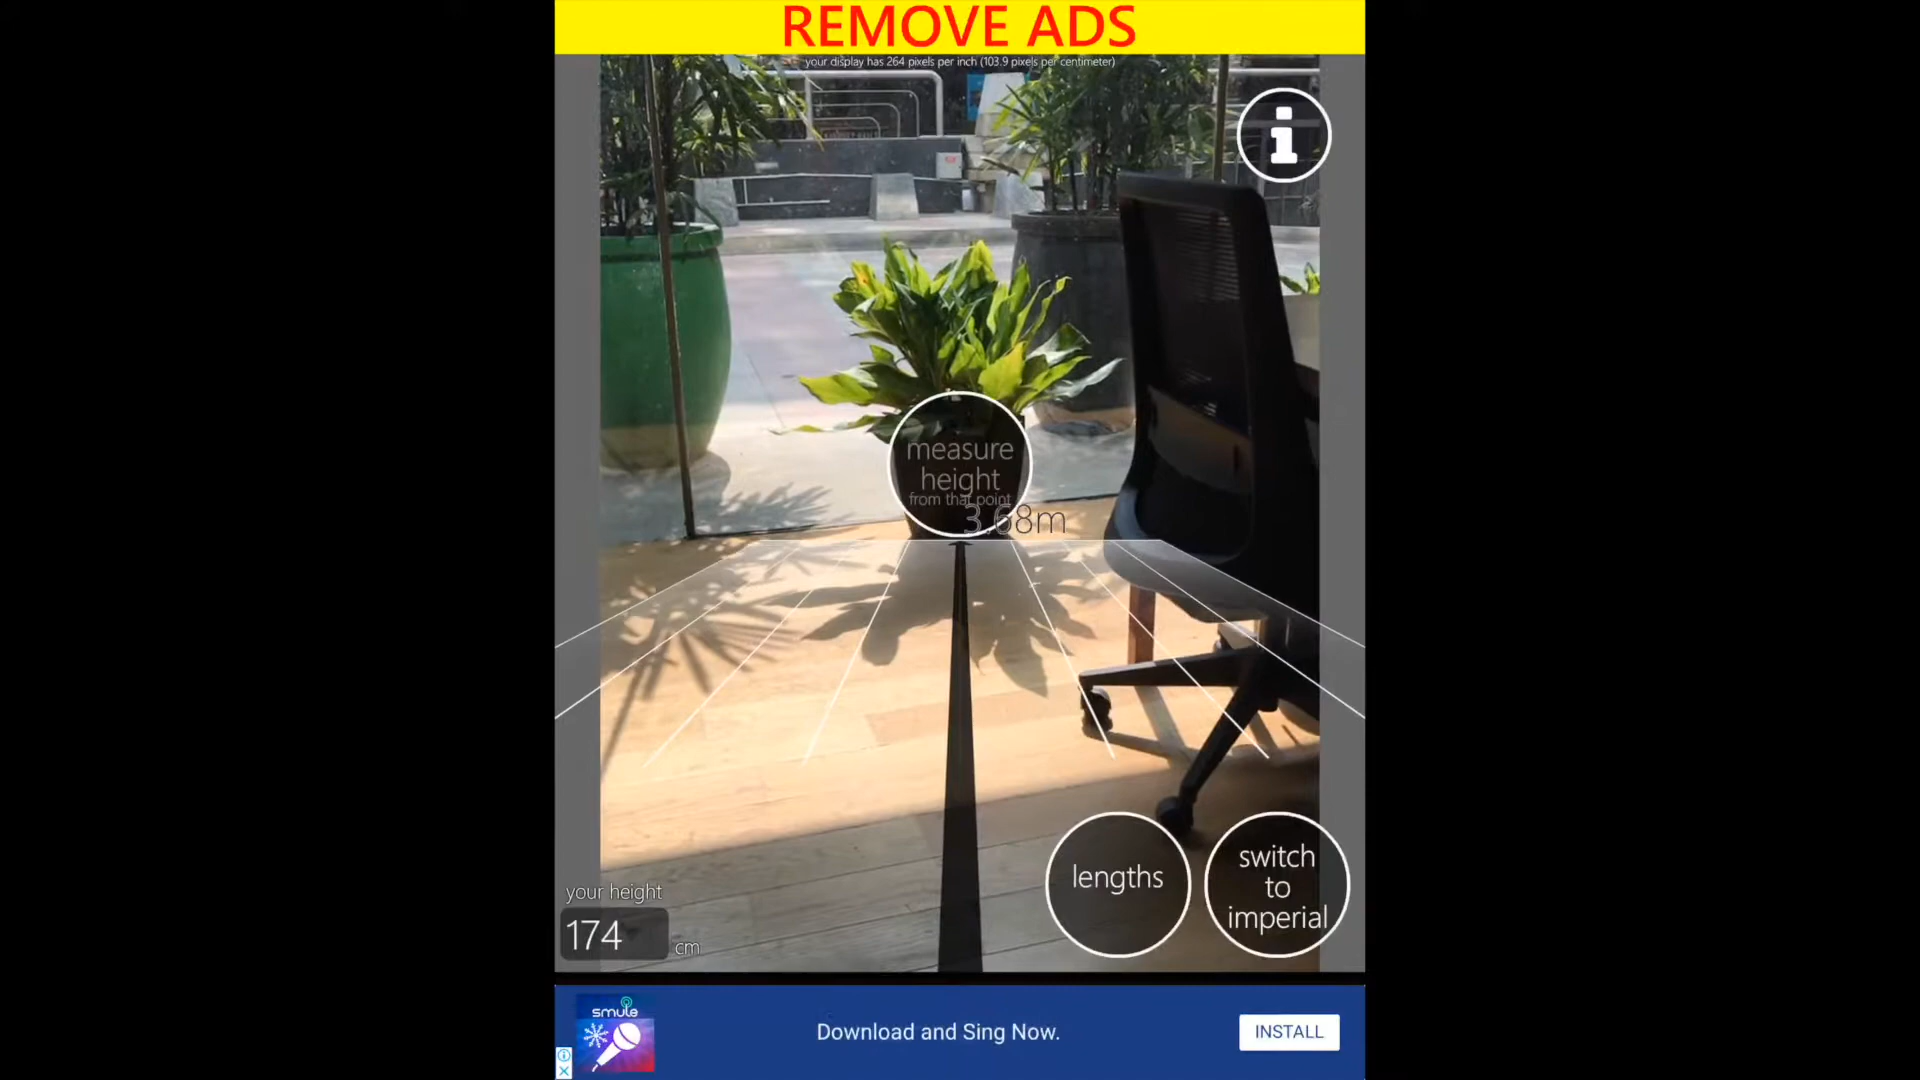 REMOVE ADS
your display has 264 pixels per inch (103.9 pixels per centimeter)
measure
height
from that point
3.68m
lengths
switch
to
imperial
your height
174 cm
smule
Download and Sing Now.
INSTALL